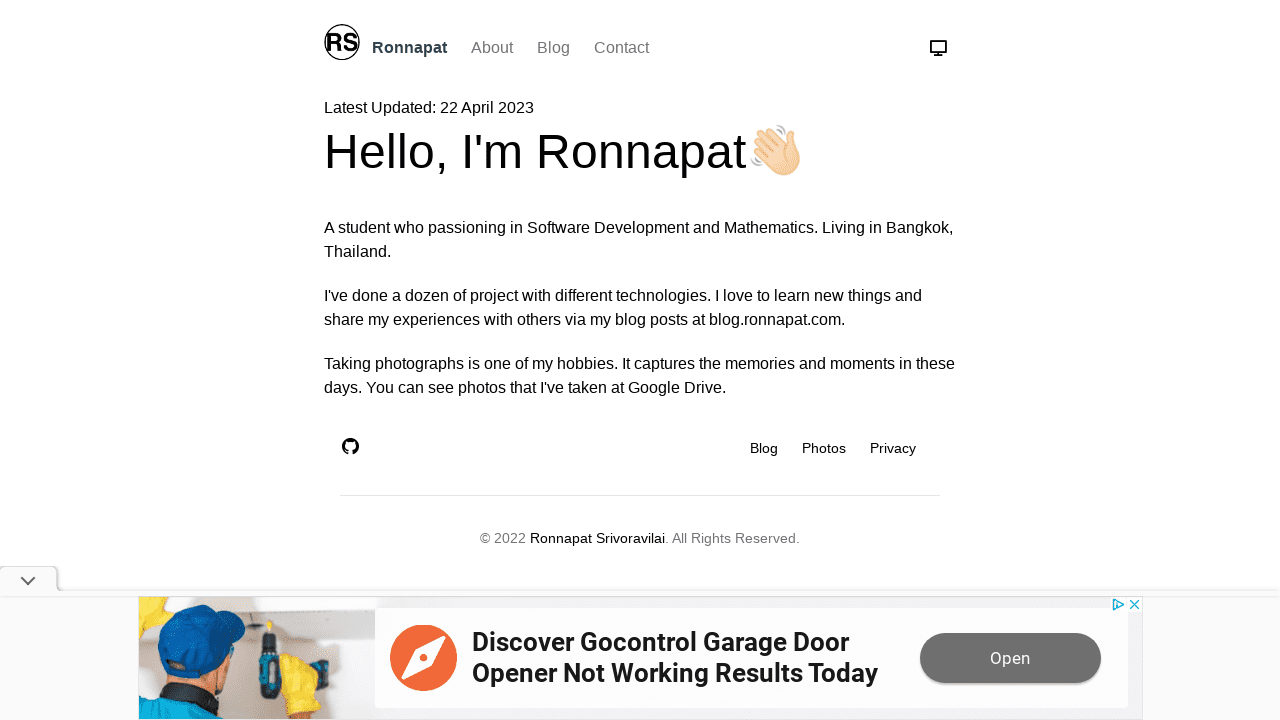 RS
Ronnapat About Blog Contact
Latest Updated: 22 April 2023
Hello, I'm Ronnapat👋🏻
A student who passioning in Software Development and Mathematics. Living in Bangkok,
Thailand.
I've done a dozen of project with different technologies. I love to learn new things and
share my experiences with others via my blog posts at blog.ronnapat.com.
Taking photographs is one of my hobbies. It captures the memories and moments in these
days. You can see photos that I've taken at Google Drive.
Blog Photos Privacy
© 2022 Ronnapat Srivoravilai. All Rights Reserved.
Discover Gocontrol Garage Door
Opener Not Working Results Today
Open